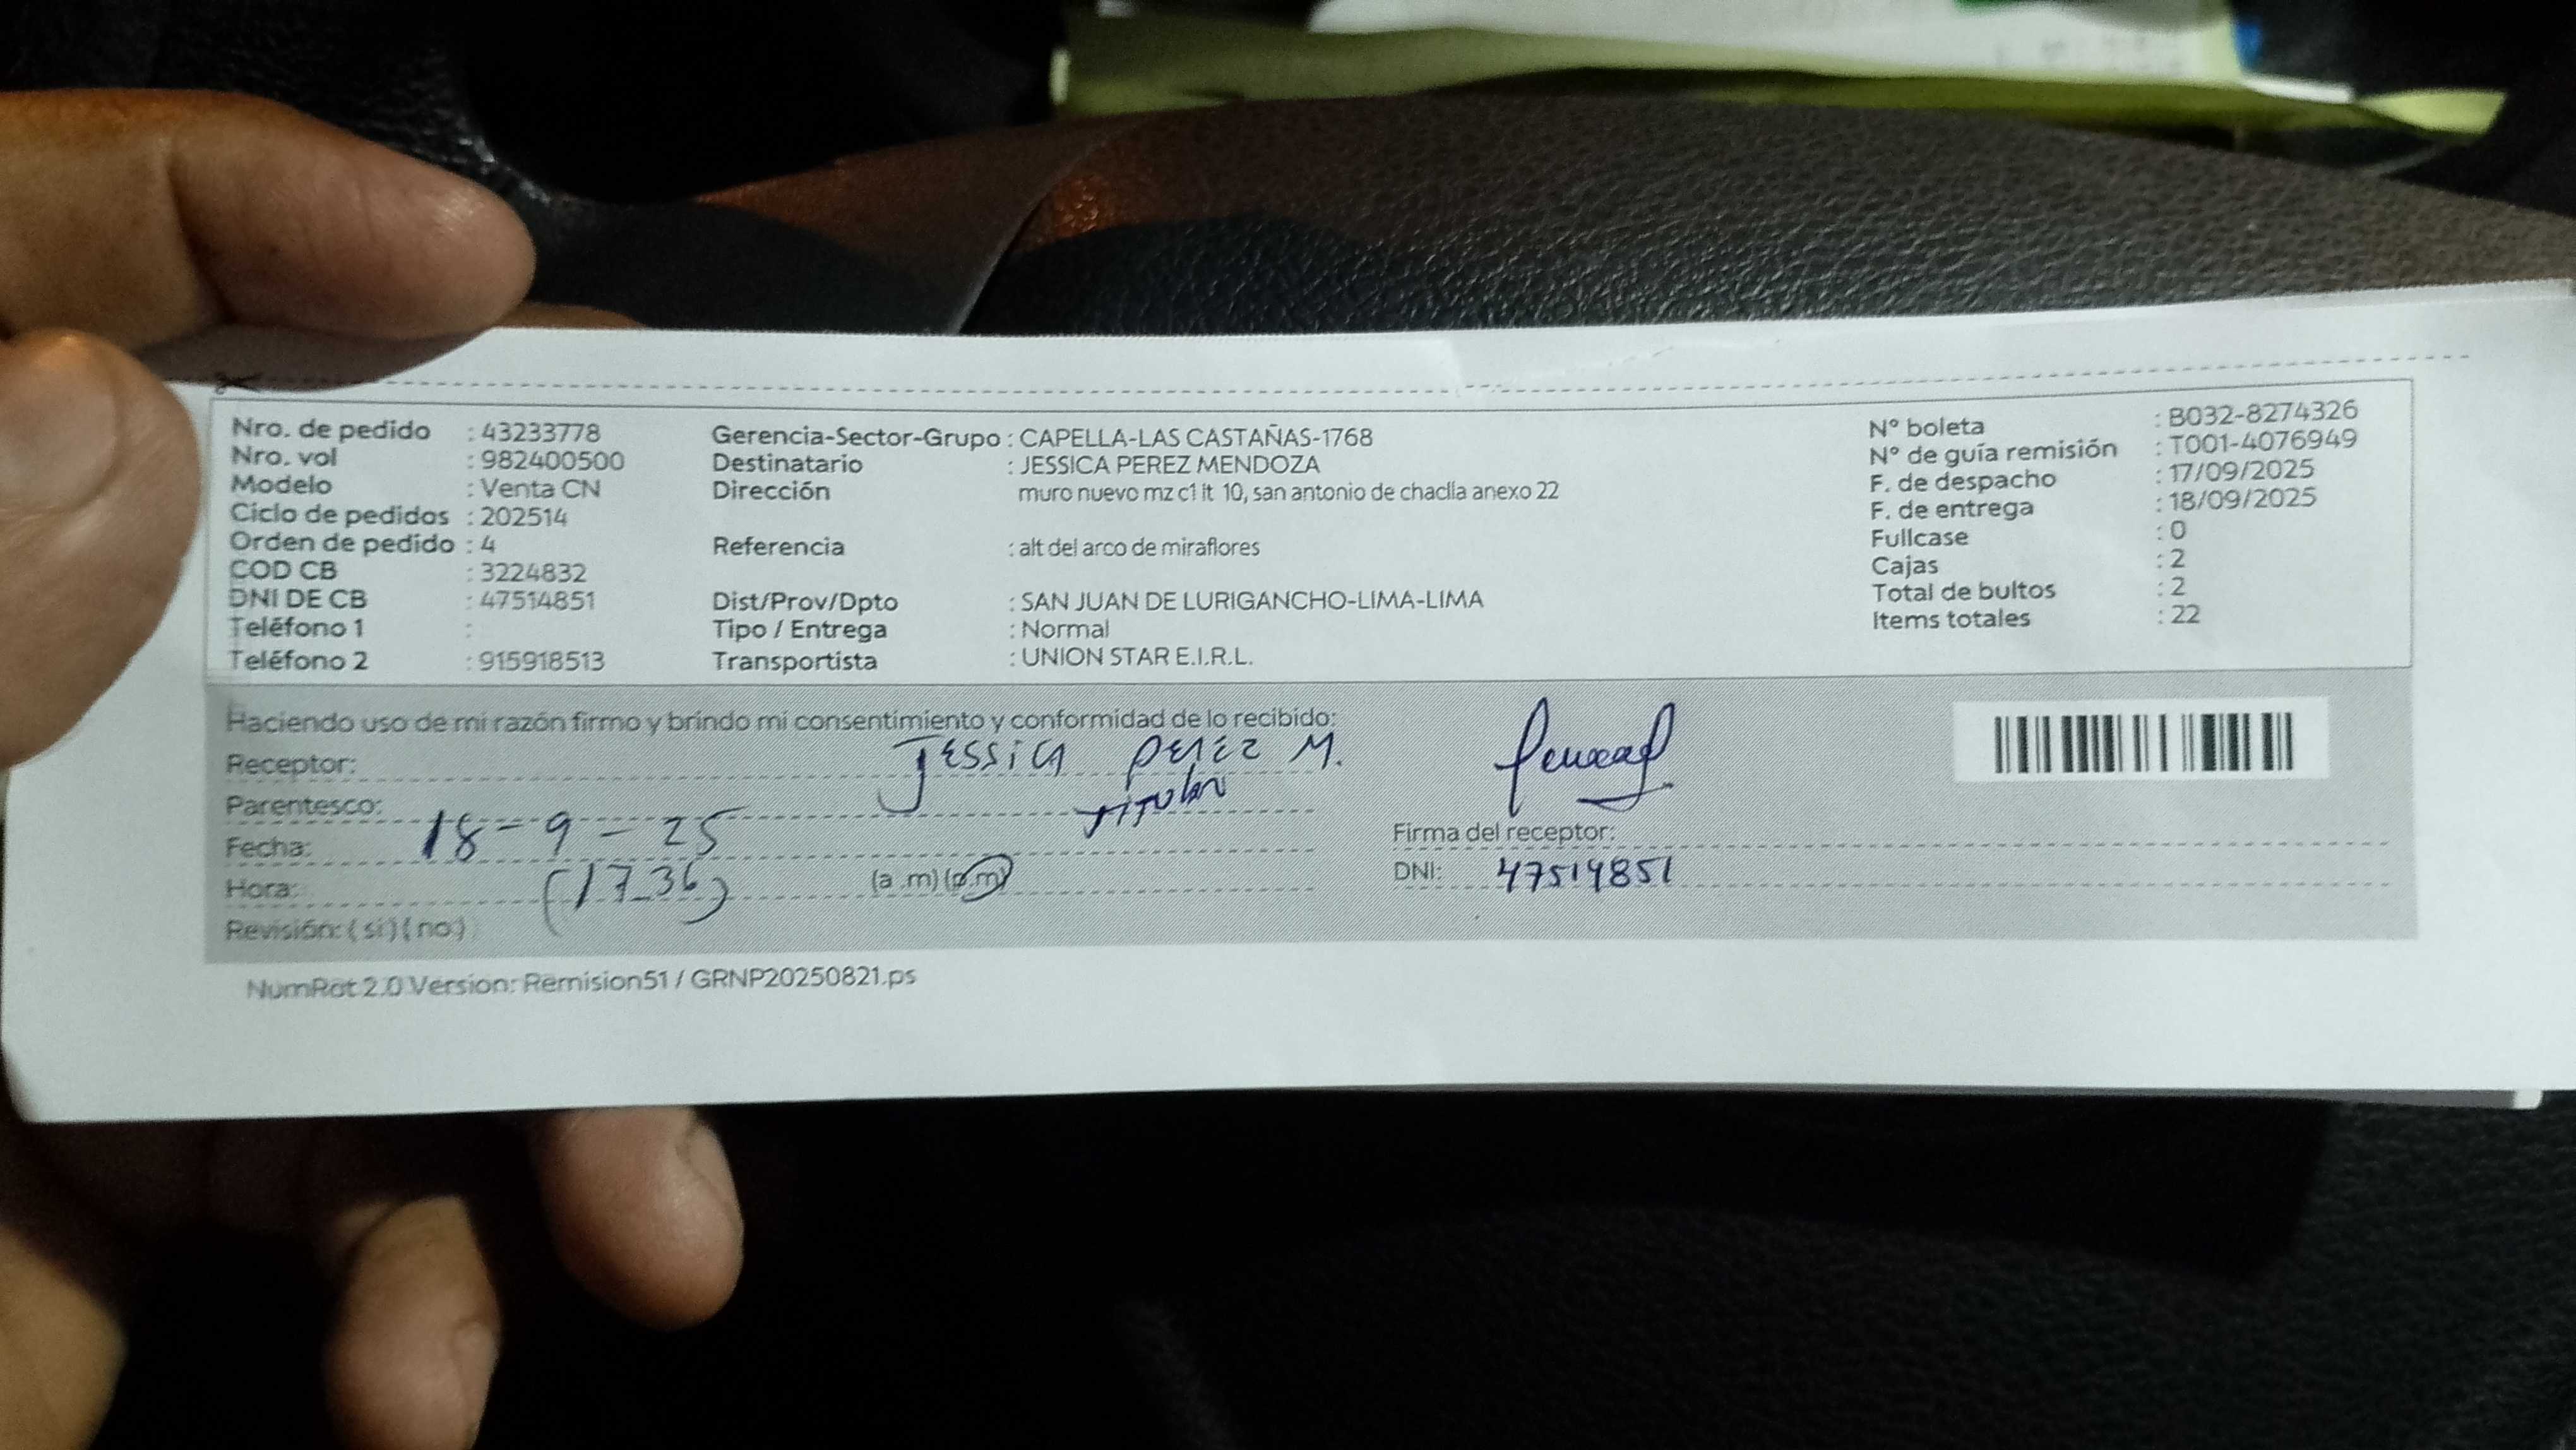 Nro. de pedido : 43233778
Nro. vol : 982400500
Modelo : Venta CN
Ciclo de pedidos : 202514
Orden de pedido : 4
COD CB : 3224832
DNI DE CB : 47514851
Teléfono 1 :
Teléfono 2 : 915918513
Gerencia-Sector-Grupo : CAPELLA-LAS CASTAÑAS-1768
Destinatario : JESSICA PEREZ MENDOZA
Dirección muro nuevo mz c1 lt 10, san antonio de chaclla anexo 22
Referencia : alt del arco de miraflores
Dist/Prov/Dpto : SAN JUAN DE LURIGANCHO-LIMA-LIMA
Tipo / Entrega : Normal
Transportista : UNION STAR E.I.R.L.
N° boleta : B032-8274326
N° de guía remisión : T001-4076949
F. de despacho : 17/09/2025
F. de entrega : 18/09/2025
Fullcase : 0
Cajas : 2
Total de bultos : 2
Items totales : 22
Haciendo uso de mi razón firmo y brindo mi consentimiento y conformidad de lo recibido:
Receptor: JESSICA PEREZ M.
Parentesco: TITULAR
Fecha: 18-9-25
Hora: (17_36) (a .m) (p.m)
Revisión: ( si ) ( no )
Firma del receptor:
DNI: 47514851
NumRot 2.0 Version: Remision51 / GRNP20250821.ps